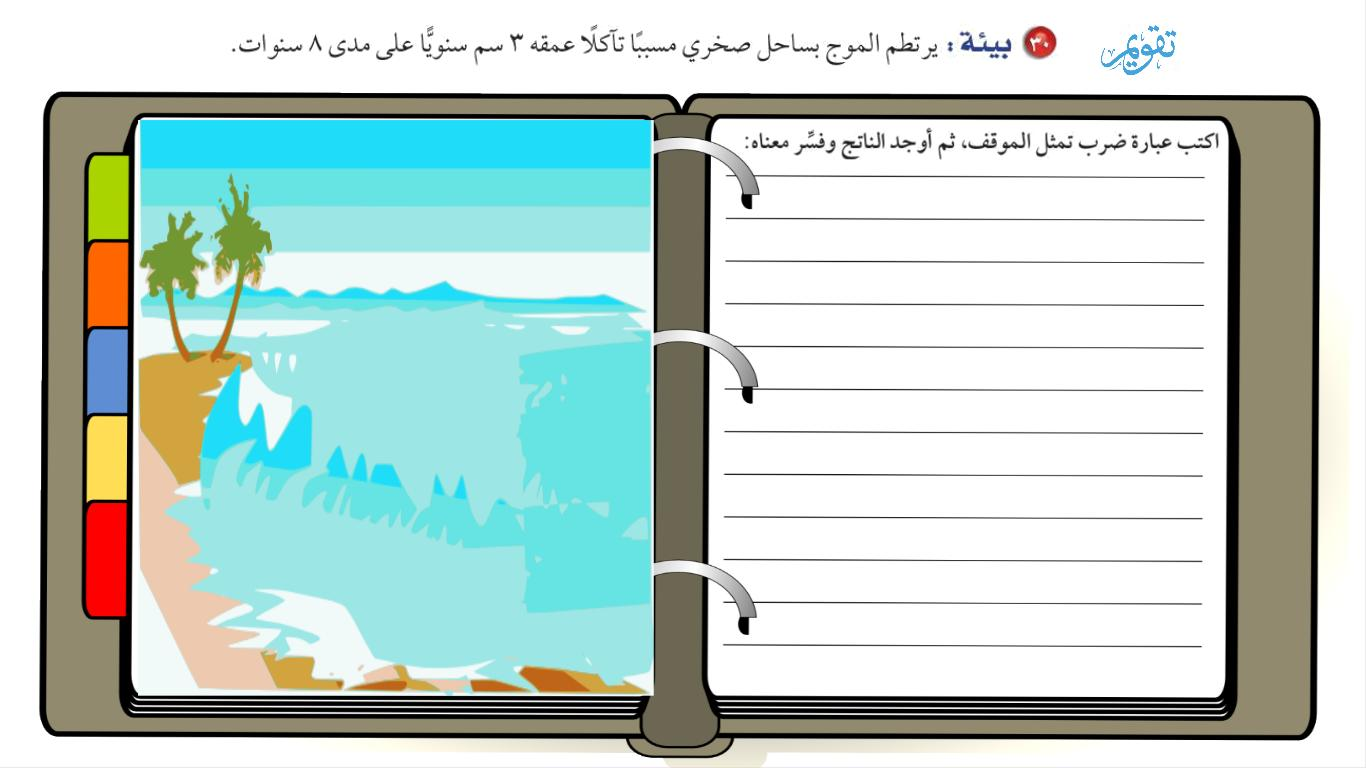 تقويم
٣٠ بيئة : يرتطم الموج بساحل صخري مسببًا تآكلًا عمقه ٣ سم سنويًّا على مدى ٨ سنوات.
اكتب عبارة ضرب تمثل الموقف، ثم أوجد الناتج وفسِّر معناه: